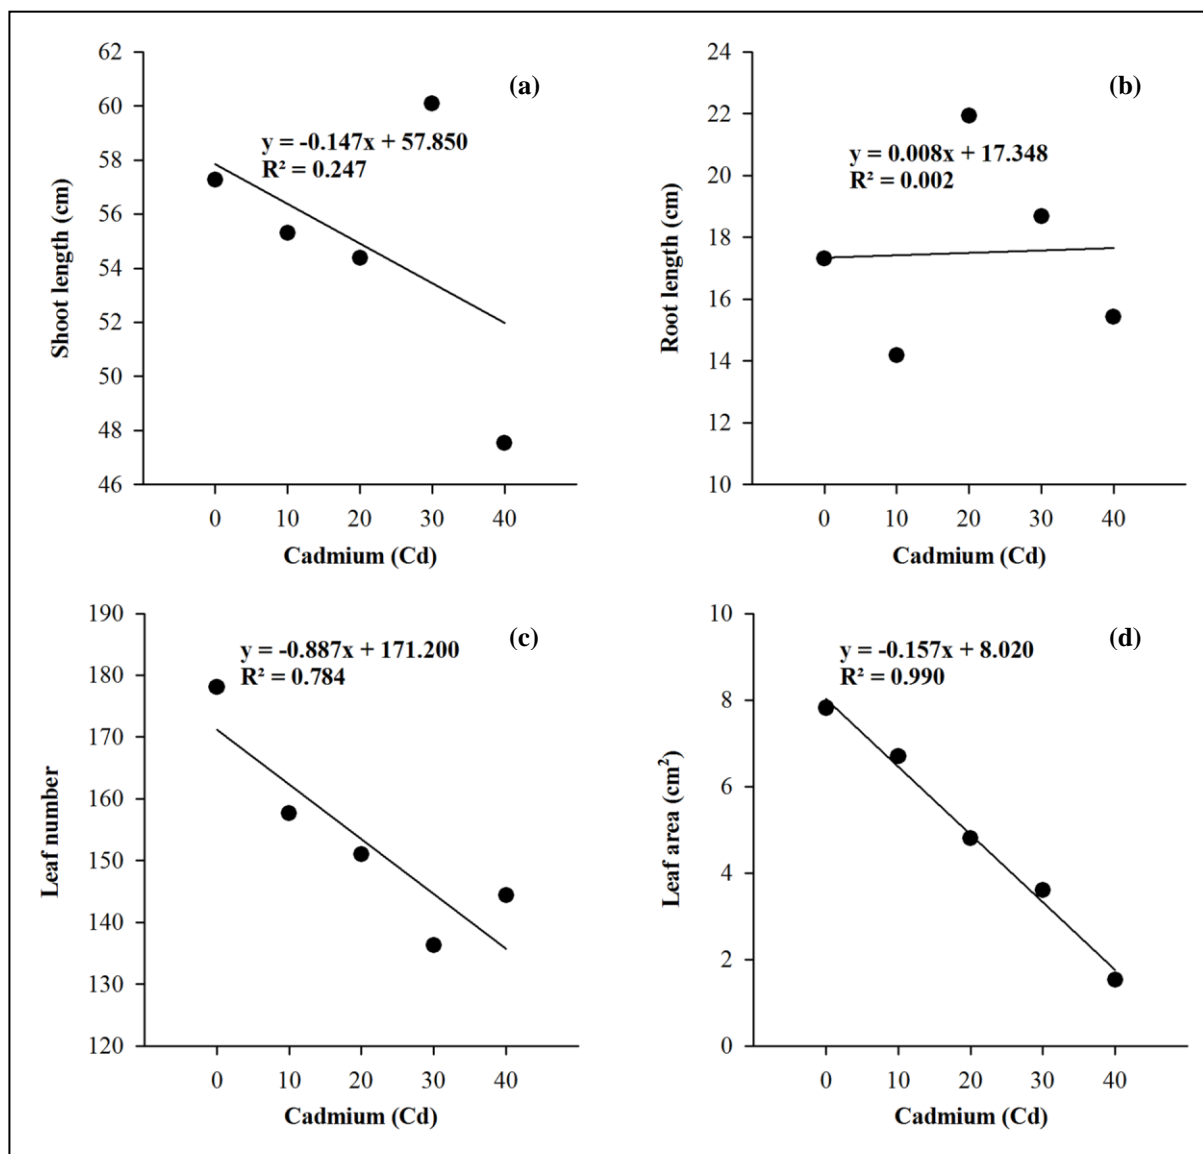 62
60
58
56
54
52
50
48
46
Shoot length (cm)
(a)
y = -0.147x + 57.850
R² = 0.247
0 10 20 30 40
Cadmium (Cd)
24
22
20
18
16
14
12
10
Root length (cm)
(b)
y = 0.008x + 17.348
R² = 0.002
0 10 20 30 40
Cadmium (Cd)
190
180
170
160
150
140
130
120
Leaf number
(c)
y = -0.887x + 171.200
R² = 0.784
0 10 20 30 40
Cadmium (Cd)
10
8
6
4
2
0
Leaf area (cm²)
(d)
y = -0.157x + 8.020
R² = 0.990
0 10 20 30 40
Cadmium (Cd)